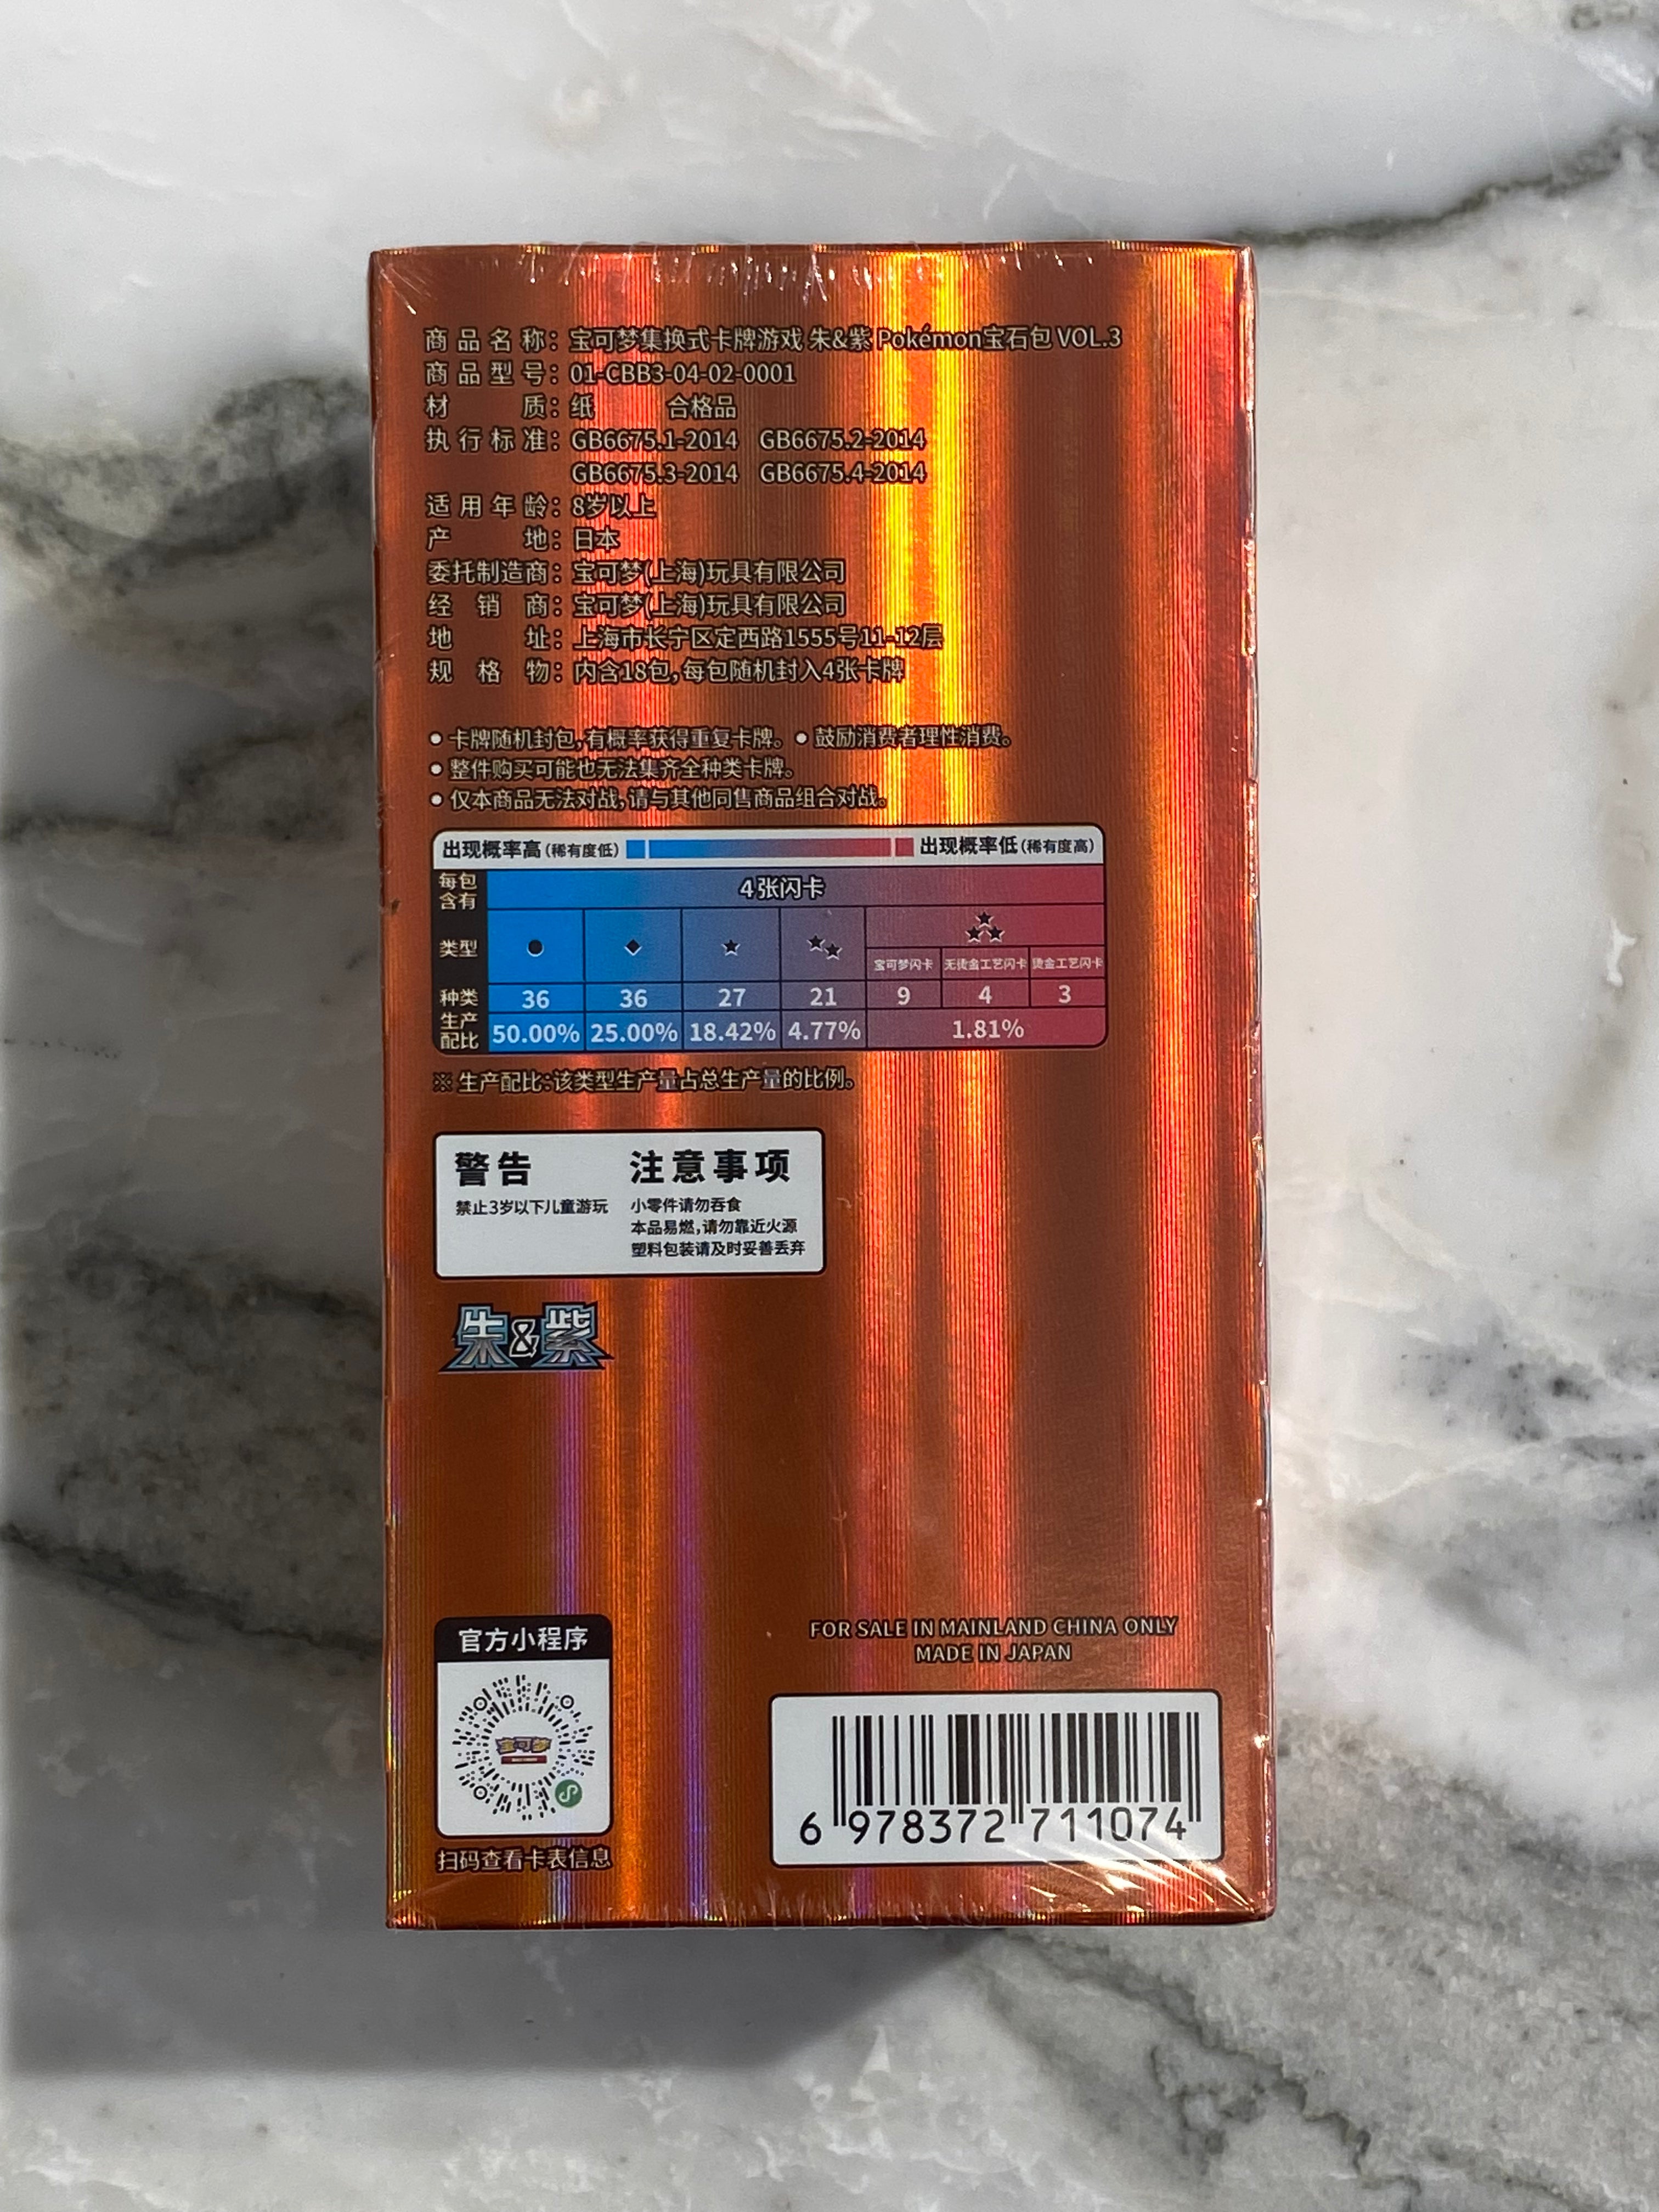 商品名称：宝可梦集换式卡牌游戏 朱&紫 Pokémon宝石包 VOL.3
商品型号：01-CBB3-04-02-0001
材质：纸 合格品
执行标准：GB6675.1-2014 GB6675.2-2014
GB6675.3-2014 GB6675.4-2014
适用年龄：8岁以上
产地：日本
委托制造商：宝可梦(上海)玩具有限公司
经销商：宝可梦(上海)玩具有限公司
地址：上海市长宁区定西路1555号11-12层
规格物：内含18包,每包随机封入4张卡牌
●卡牌随机封包,有概率获得重复卡牌。●鼓励消费者理性消费。
●整件购买可能也无法集齐全种类卡牌。
●仅本商品无法对战,请与其他同售商品组合对战。
出现概率高(稀有度低) 出现概率低(稀有度高)
每包含有 4张闪卡
类型 ● ◆ ★ ★★ ★★★
宝可梦闪卡 无烫金工艺闪卡 烫金工艺闪卡
种类 36 36 27 21 9 4 3
生产配比 50.00% 25.00% 18.42% 4.77% 1.81%
※ 生产配比:该类型生产量占总生产量的比例。
警告 注意事项
禁止3岁以下儿童游玩 小零件请勿吞食
本品易燃,请勿靠近火源
塑料包装请及时妥善丢弃
朱&紫
官方小程序
宝可梦
扫码查看卡表信息
FOR SALE IN MAINLAND CHINA ONLY
MADE IN JAPAN
6 978372 711074